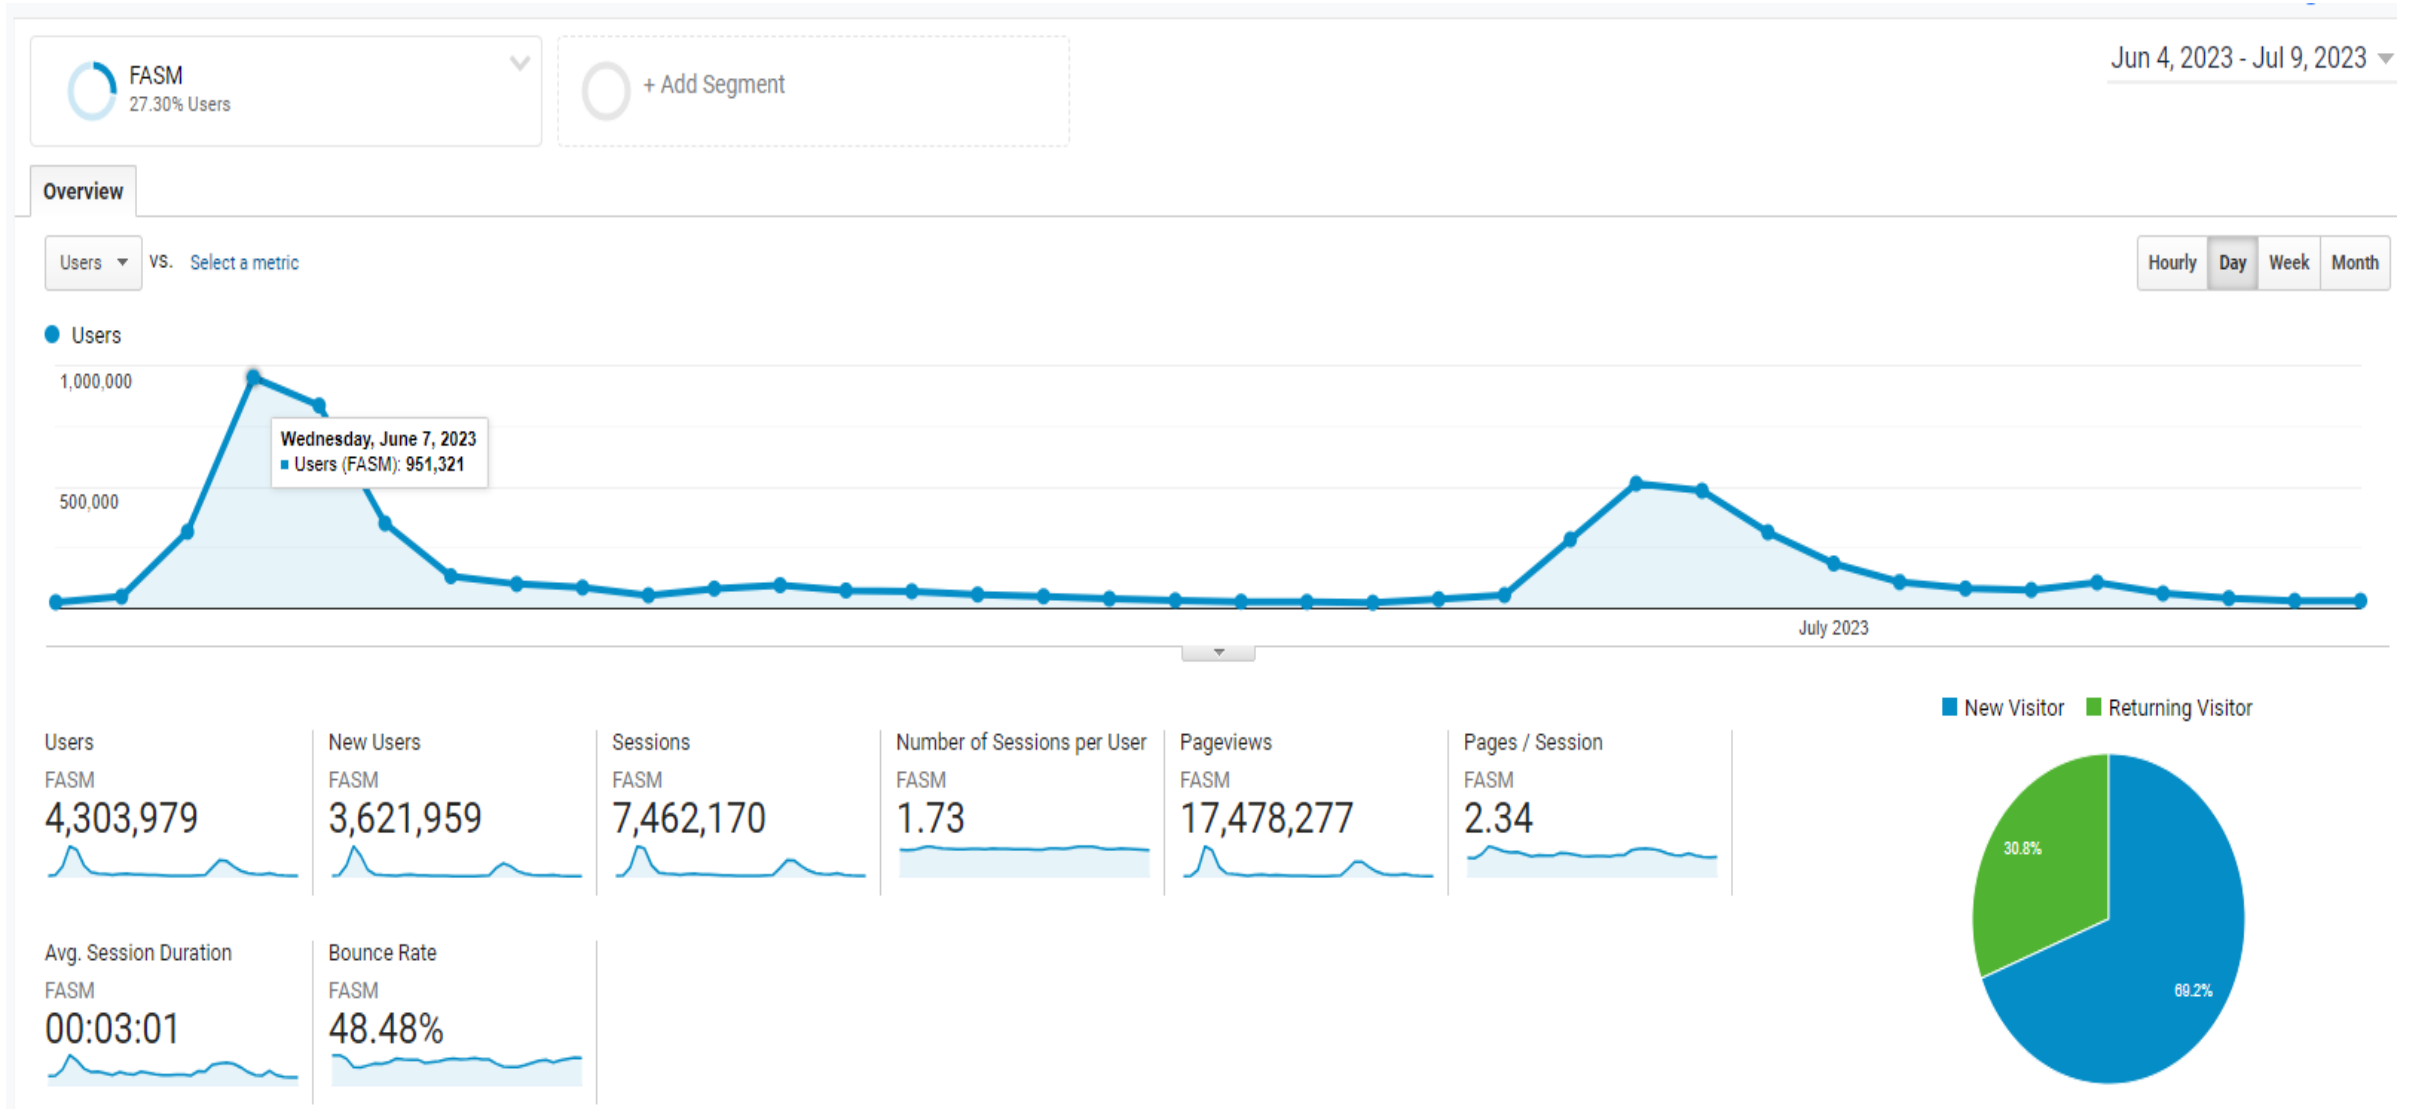 FASM
27.30% Users
+ Add Segment
Jun 4, 2023 - Jul 9, 2023
Overview
Users VS. Select a metric
Hourly Day Week Month
Users
1,000,000
500,000
Wednesday, June 7, 2023
Users (FASM): 951,321
July 2023
New Visitor Returning Visitor
Users
FASM
4,303,979
New Users
FASM
3,621,959
Sessions
FASM
7,462,170
Number of Sessions per User
FASM
1.73
Pageviews
FASM
17,478,277
Pages / Session
FASM
2.34
30.8%
69.2%
Avg. Session Duration
FASM
00:03:01
Bounce Rate
FASM
48.48%